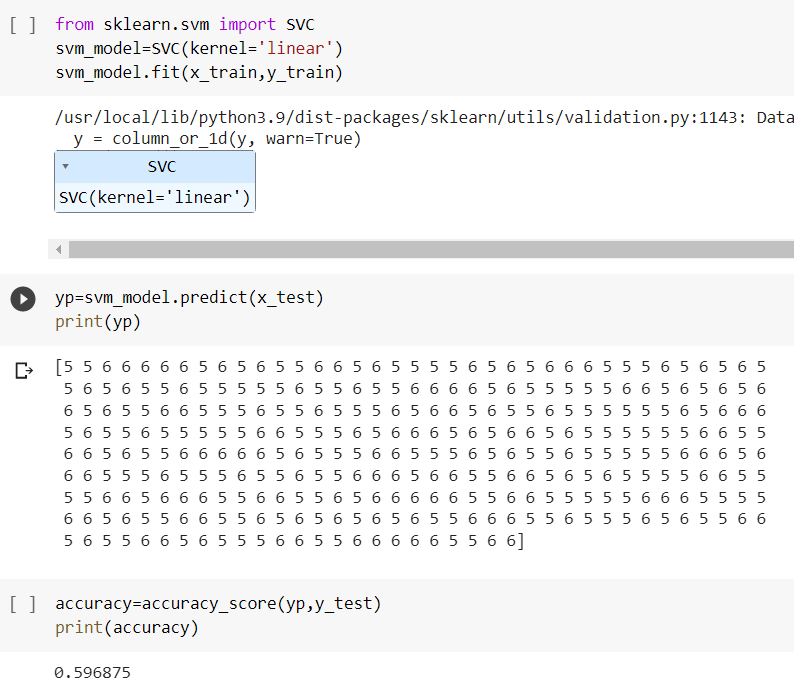 [ ] from sklearn.svm import SVC
svm_model=SVC(kernel='linear')
svm_model.fit(x_train,y_train)
/usr/local/lib/python3.9/dist-packages/sklearn/utils/validation.py:1143: Data
y = column_or_1d(y, warn=True)
SVC
SVC(kernel='linear')
yp=svm_model.predict(x_test)
print(yp)
[5 5 6 6 6 6 6 5 6 5 6 5 5 6 6 5 6 5 5 5 5 6 5 6 5 6 6 6 5 5 5 6 5 6 5 6 5
5 6 5 6 5 5 6 5 5 5 5 5 6 5 5 6 5 5 6 6 6 6 5 6 5 5 5 5 6 6 5 6 5 6 5 6
6 5 6 5 5 6 5 6 6 5 6 5 6 5 5 5 6 5 6 6 5 6 5 5 6 5 5 5 5 5 6 5 6 6 6
5 6 5 5 6 5 5 5 5 5 6 6 5 5 5 6 5 6 6 6 5 6 5 6 6 5 6 5 5 5 5 5 6 6 5 5
6 6 5 6 5 5 6 6 6 6 5 5 5 5 6 5 5 6 6 5 6 5 5 5 5 5 5 5 5 5 6 6 5 6
6 6 5 5 5 6 5 5 6 5 6 5 5 6 6 6 5 5 6 6 5 5 6 6 5 6 5 6 5 5 5 5 6 6 5 5
5 5 6 6 5 6 6 6 6 5 6 5 5 6 6 6 6 6 5 5 6 6 5 5 5 5 5 6 6 6 5 5 5 5
6 6 5 6 5 5 6 6 5 5 6 5 6 5 6 5 6 5 6 5 5 6 6 6 5 5 6 5 5 5 6 5 6 5 5 6 6
5 6 5 5 6 6 5 6 5 5 5 6 6 5 5 6 6 6 6 6 5 5 6 6]
[ ] accuracy=accuracy_score(yp,y_test)
print(accuracy)
0.596875